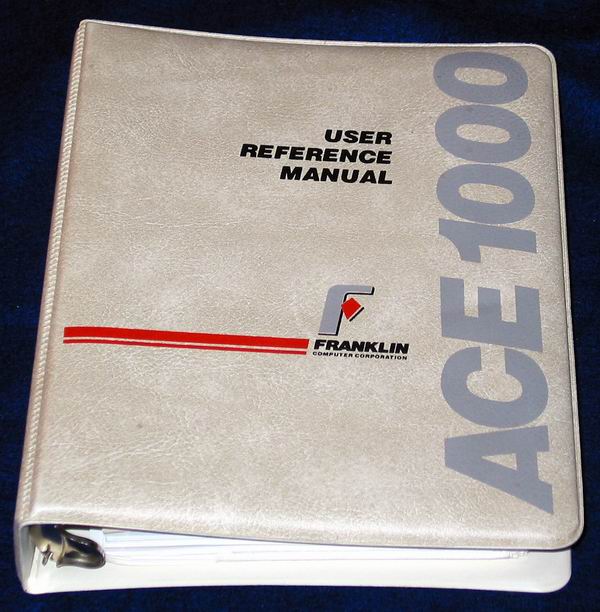 USER
REFERENCE
MANUAL
FRANKLIN
COMPUTER CORPORATION
ACE 1000